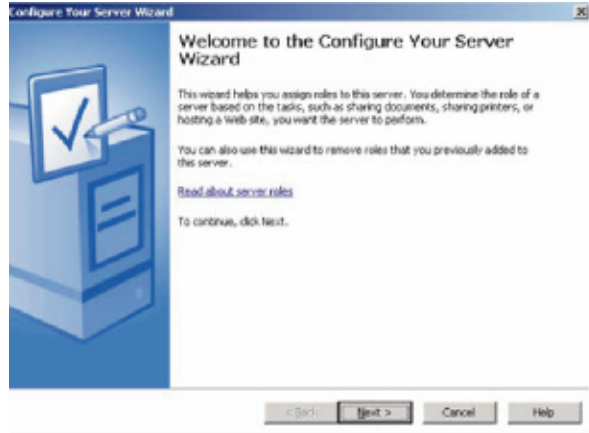 Configure Your Server Wizard
Welcome to the Configure Your Server
Wizard
This wizard helps you assign roles to this server. You determine the role of a
server based on the tasks, such as sharing documents, sharing printers, or
hosting a Web site, you want the server to perform.
You can also use this wizard to remove roles that you previously added to
this server.
Read about server roles
To continue, click Next.
< Back Next > Cancel Help